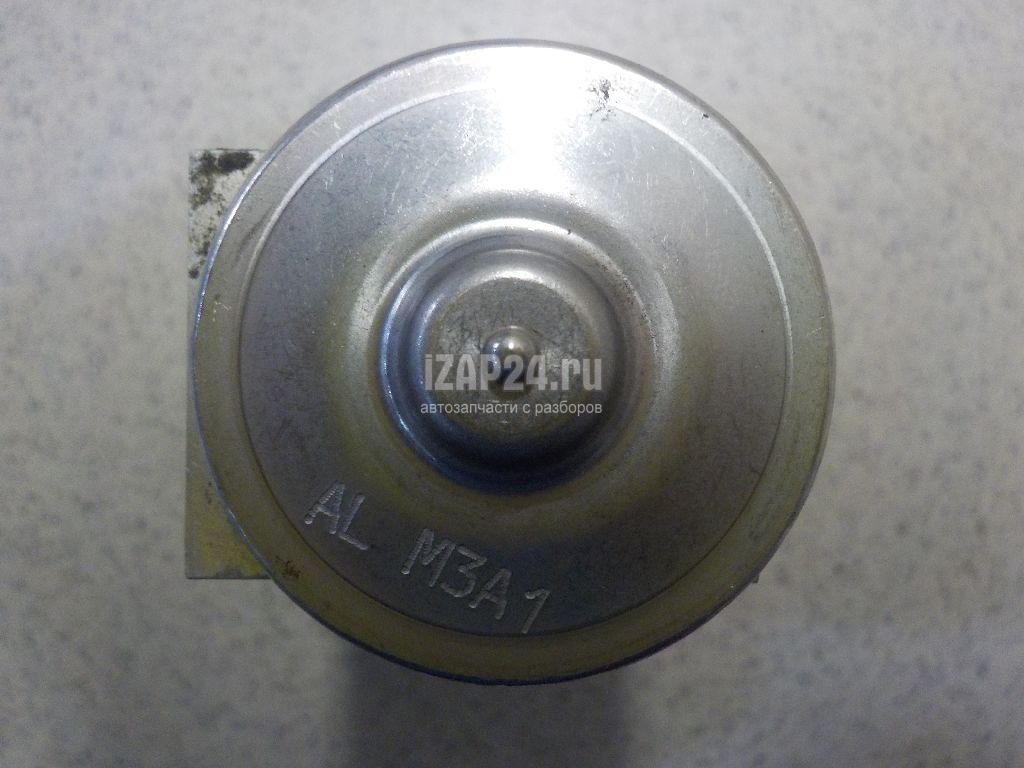 iZAP24.ru
автозапчасти с разборов
AL M3A1